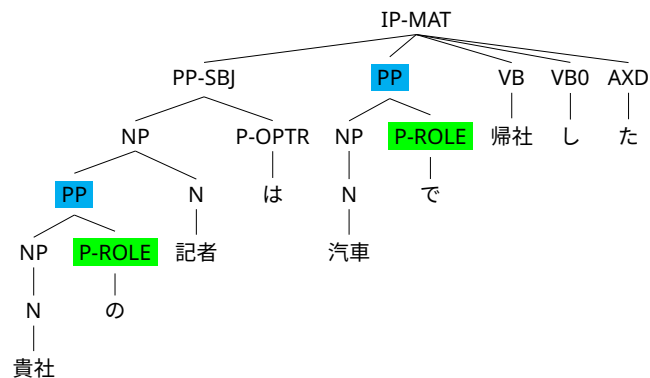 IP-MAT
PP-SBJ PP VB VB0 AXD
NP P-OPTR NP P-ROLE 帰社 し た
PP N は N で
NP P-ROLE 記者 汽車
N の
貴社